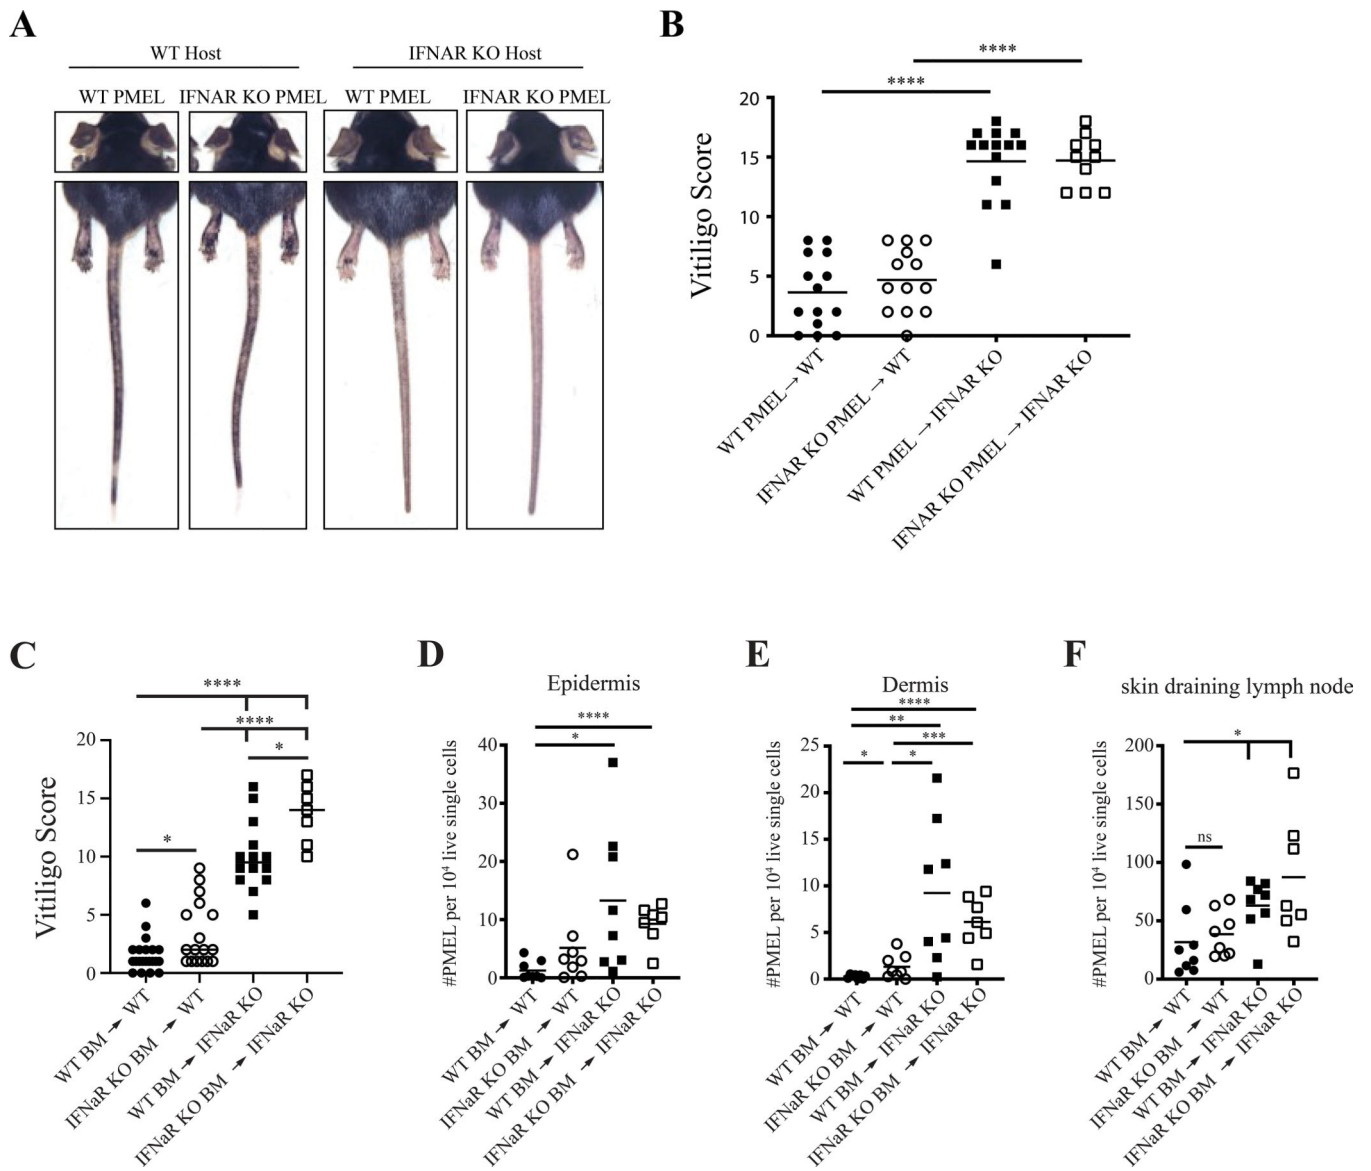 A
WT Host
IFNAR KO Host
WT PMEL
IFNAR KO PMEL
WT PMEL
IFNAR KO PMEL
B
****
****
Vitiligo Score
20
15
10
5
0
WT PMEL → WT
IFNAR KO PMEL → WT
WT PMEL → IFNAR KO
IFNAR KO PMEL → IFNAR KO
C
****
****
*
*
Vitiligo Score
20
15
10
5
0
WT BM → WT
IFNaR KO BM → WT
WT BM → IFNaR KO
IFNaR KO BM → IFNaR KO
D
Epidermis
****
*
#PMEL per 10⁴ live single cells
40
30
20
10
0
WT BM → WT
IFNaR KO BM → WT
WT BM → IFNaR KO
IFNaR KO BM → IFNaR KO
E
Dermis
****
**
***
*
*
#PMEL per 10⁴ live single cells
25
20
15
10
5
0
WT BM → WT
IFNaR KO BM → WT
WT BM → IFNaR KO
IFNaR KO BM → IFNaR KO
F
skin draining lymph node
*
ns
#PMEL per 10⁴ live single cells
200
150
100
50
0
WT BM → WT
IFNaR KO BM → WT
WT BM → IFNaR KO
IFNaR KO BM → IFNaR KO